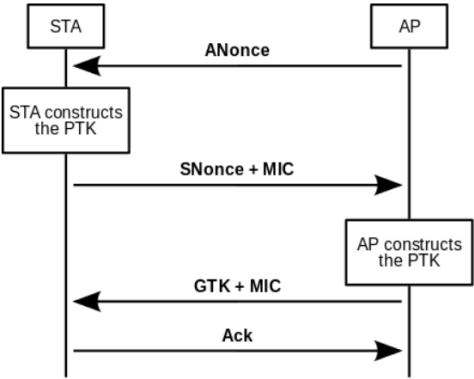 STA
AP
ANonce
STA constructs
the PTK
SNonce + MIC
AP constructs
the PTK
GTK + MIC
Ack